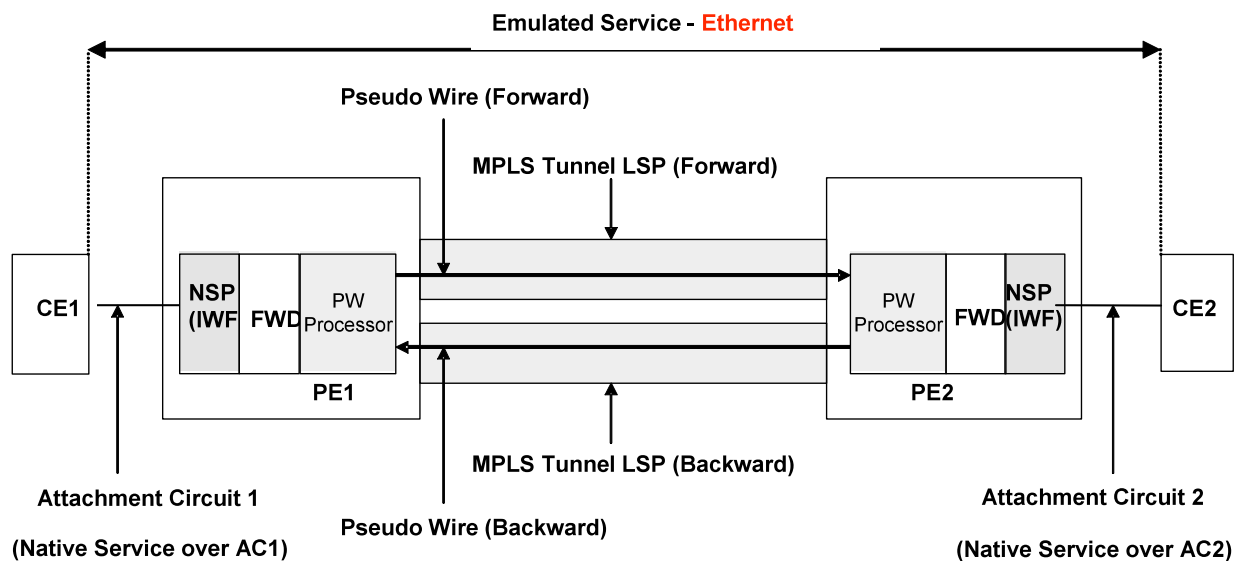 Emulated Service - Ethernet
Pseudo Wire (Forward)
MPLS Tunnel LSP (Forward)
CE1
NSP
(IWF
FWD
PW
Processor
PE1
PW
Processor
FWD
NSP
(IWF)
PE2
CE2
MPLS Tunnel LSP (Backward)
Pseudo Wire (Backward)
Attachment Circuit 1
(Native Service over AC1)
Attachment Circuit 2
(Native Service over AC2)